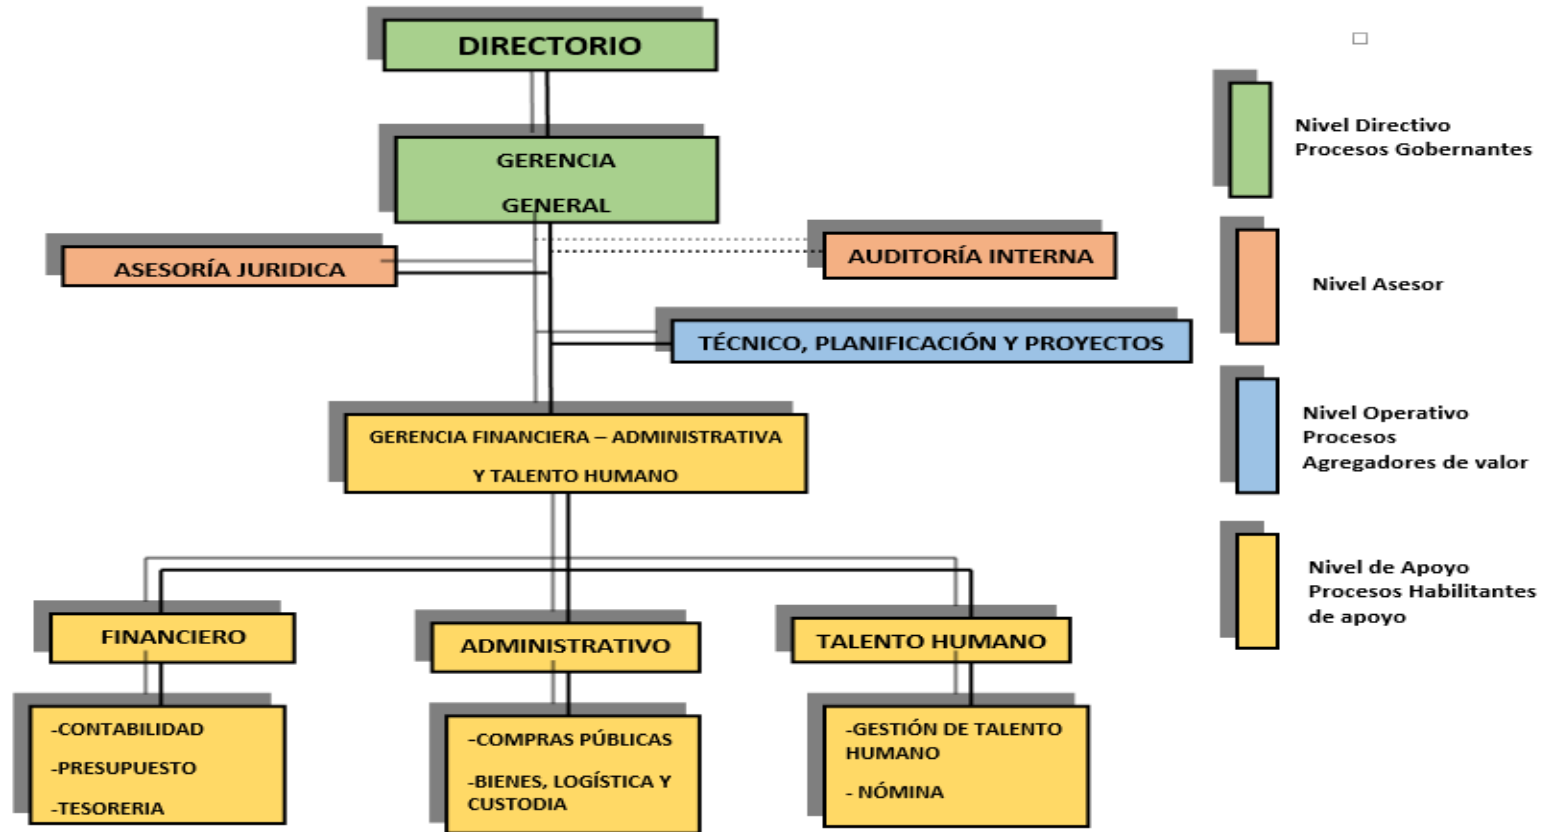 DIRECTORIO
GERENCIA
GENERAL
ASESORÍA JURIDICA
AUDITORÍA INTERNA
TÉCNICO, PLANIFICACIÓN Y PROYECTOS
GERENCIA FINANCIERA – ADMINISTRATIVA
Y TALENTO HUMANO
FINANCIERO
ADMINISTRATIVO
TALENTO HUMANO
-CONTABILIDAD
-PRESUPUESTO
-TESORERIA
-COMPRAS PÚBLICAS
-BIENES, LOGÍSTICA Y
CUSTODIA
-GESTIÓN DE TALENTO
HUMANO
- NÓMINA
Nivel Directivo
Procesos Gobernantes
Nivel Asesor
Nivel Operativo
Procesos
Agregadores de valor
Nivel de Apoyo
Procesos Habilitantes
de apoyo